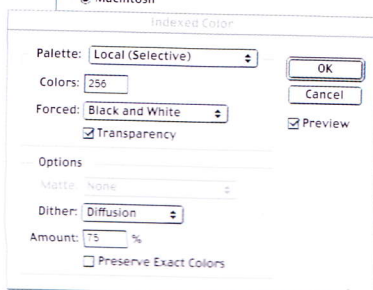 Macintosh
Indexed Color
Palette: Local (Selective)
OK
Colors: 256
Cancel
Forced: Black and White
Preview
Transparency
Options
Matte: None
Dither: Diffusion
Amount: 75 %
Preserve Exact Colors